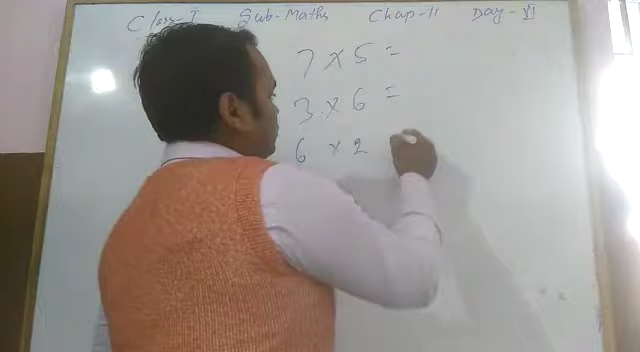 Class-I Sub-Maths Chap-11 Day-VI
7 × 5 =
3 × 6 =
6 × 2